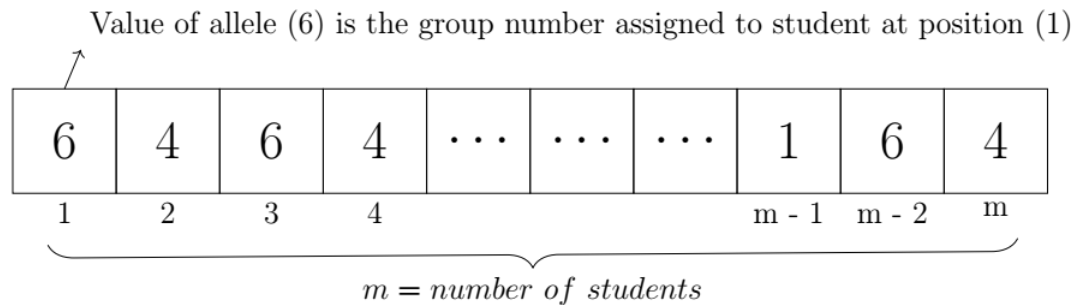 Value of allele (6) is the group number assigned to student at position (1)
6 4 6 4 ··· ··· ··· 1 6 4
1 2 3 4 m - 1 m - 2 m
m = number of students